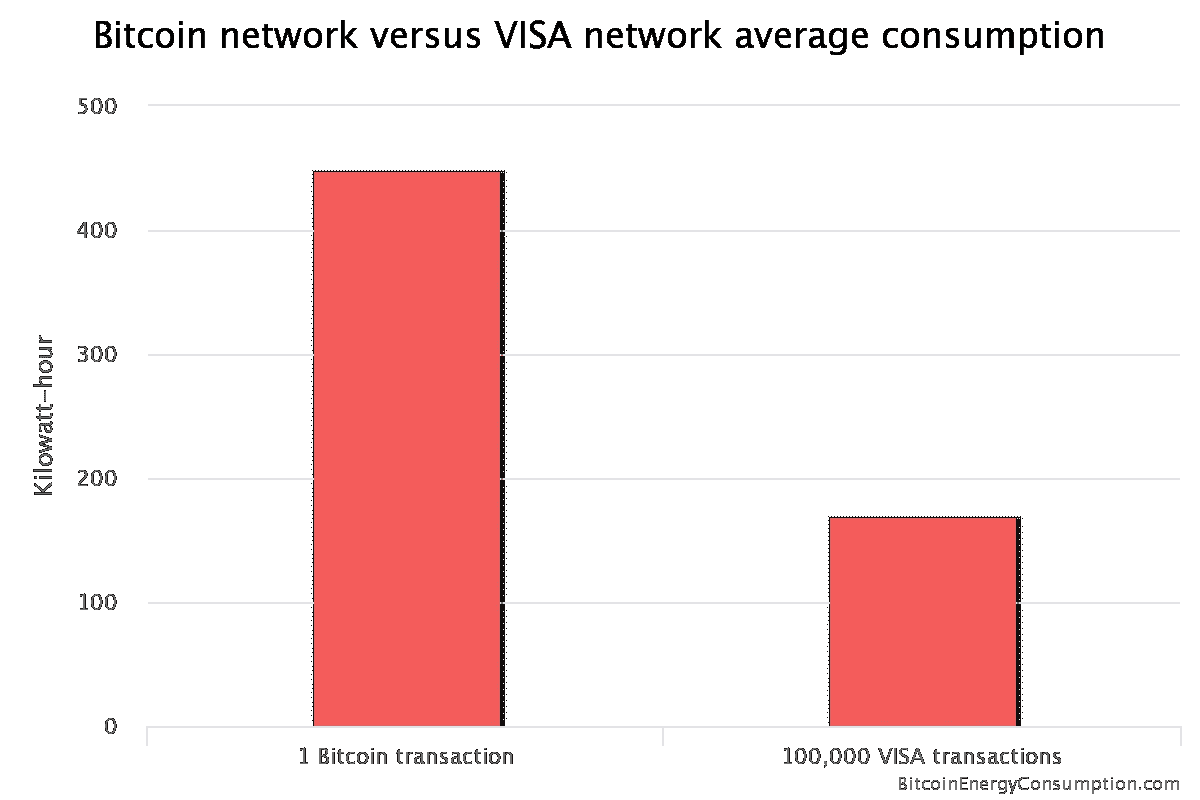 Bitcoin network versus VISA network average consumption
500
400
300
200
100
0
Kilowatt-hour
1 Bitcoin transaction
100,000 VISA transactions
BitcoinEnergyConsumption.com